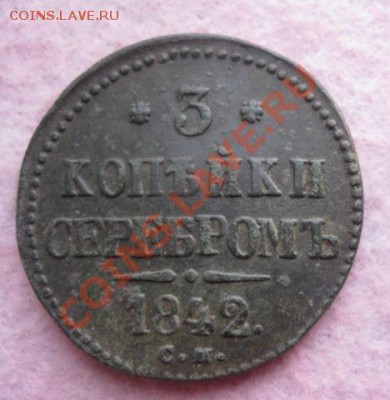 COINS.LAVE.RU
COINS.LAVE.RU
* 3 *
КОПѢЙКИ
СЕРЕБРОМЪ
1842.
С.М.